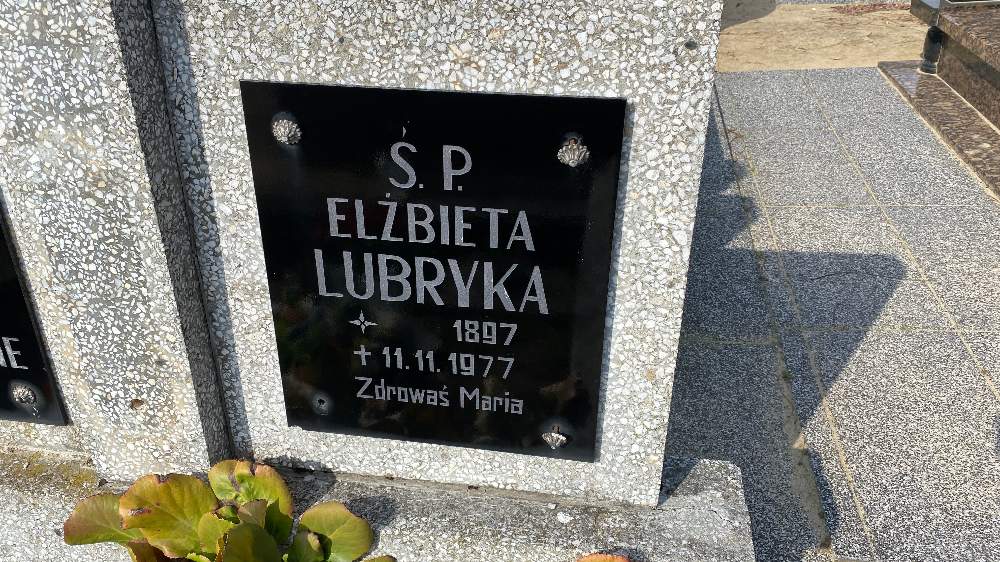 Ś. P.
ELŻBIETA
LUBRYKA
1897
+ 11.11.1977
Zdrowaś Maria